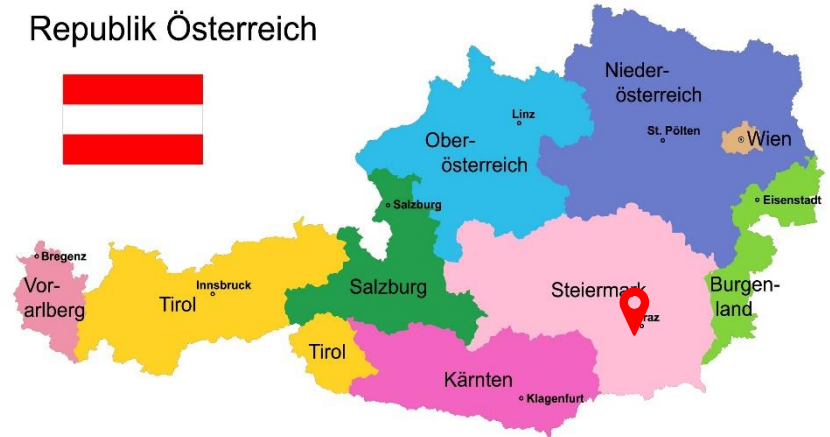 Republik Österreich
Nieder-
österreich
Linz
St. Pölten
Wien
Ober-
österreich
Eisenstadt
Salzburg
Bregenz
Vor-
arlberg
Innsbruck
Tirol
Salzburg
Steiermark
Burgen-
land
raz
Tirol
Kärnten
Klagenfurt